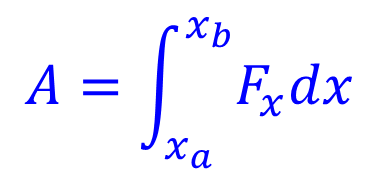 A = ∫_{x_a}^{x_b} F_x dx